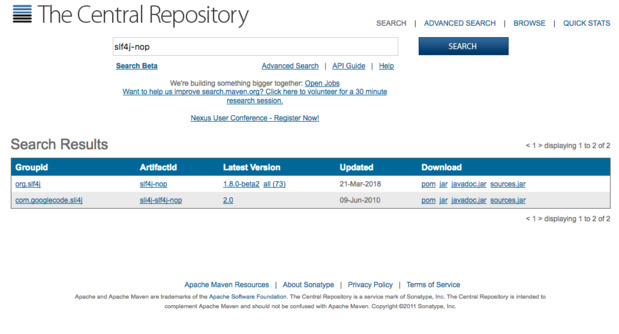 The Central Repository
SEARCH | ADVANCED SEARCH | BROWSE | QUICK STATS
slf4j-nop
SEARCH
Search Beta
Advanced Search | API Guide | Help
We're building something bigger together: Open Jobs
Want to help us improve search.maven.org? Click here to volunteer for a 30 minute
research session.
Nexus User Conference - Register Now!
Search Results
< 1 > displaying 1 to 2 of 2
GroupId ArtifactId Latest Version Updated Download
org.slf4j slf4j-nop 1.8.0-beta2 all (73) 21-Mar-2018 pom jar javadoc.jar sources.jar
com.googlecode.sli4j sli4j-slf4j-nop 2.0 09-Jun-2010 pom jar javadoc.jar sources.jar
< 1 > displaying 1 to 2 of 2
Apache Maven Resources | About Sonatype | Privacy Policy | Terms of Service
Apache and Apache Maven are trademarks of the Apache Software Foundation. The Central Repository is a service mark of Sonatype, Inc. The Central Repository is intended to
complement Apache Maven and should not be confused with Apache Maven. Copyright ©2011 Sonatype, Inc.